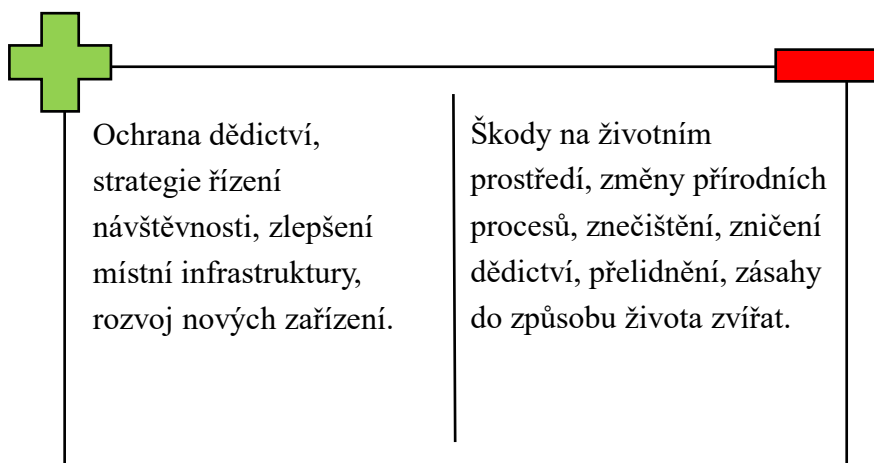 Ochrana dědictví,
strategie řízení
návštěvnosti, zlepšení
místní infrastruktury,
rozvoj nových zařízení.
Škody na životním
prostředí, změny přírodních
procesů, znečištění, zničení
dědictví, přelidnění, zásahy
do způsobu života zvířat.